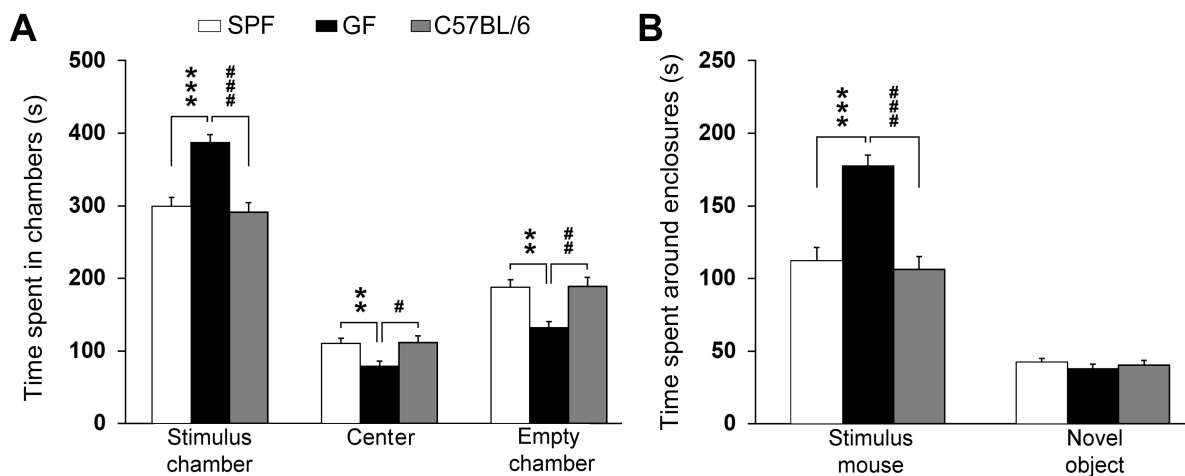 A
SPF GF C57BL/6
Time spent in chambers (s)
500
400
300
200
100
0
***
###
**
#
**
##
Stimulus
chamber
Center
Empty
chamber
B
Time spent around enclosures (s)
250
200
150
100
50
0
***
###
Stimulus
mouse
Novel
object